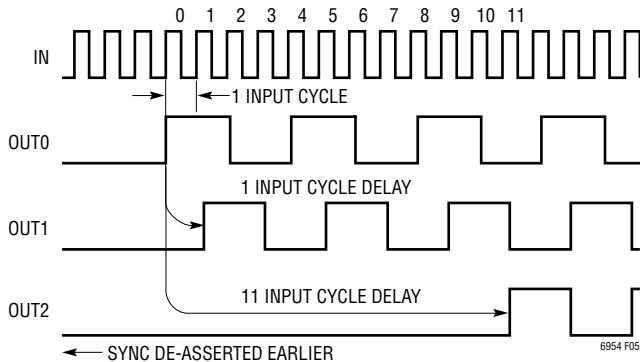 0 1 2 3 4 5 6 7 8 9 10 11
IN
1 INPUT CYCLE
OUT0
1 INPUT CYCLE DELAY
OUT1
11 INPUT CYCLE DELAY
OUT2
SYNC DE-ASSERTED EARLIER
6954 F05